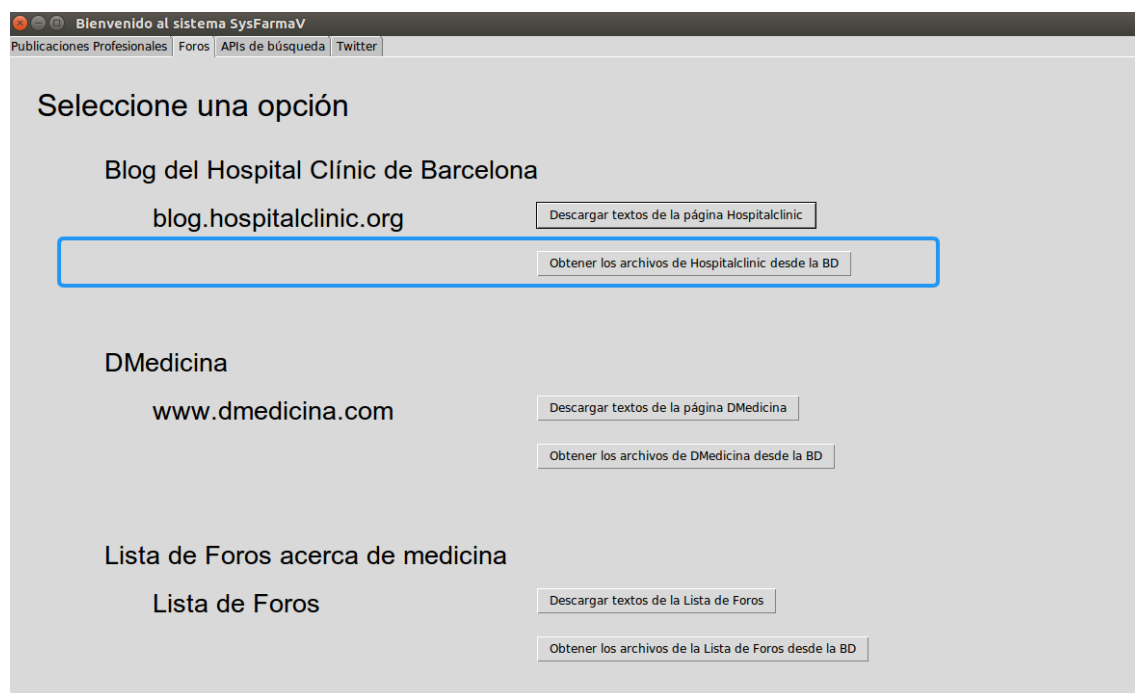 Bienvenido al sistema SysFarmaV
Publicaciones Profesionales Foros APIs de búsqueda Twitter
Seleccione una opción
Blog del Hospital Clínic de Barcelona
blog.hospitalclinic.org Descargar textos de la página Hospitalclinic
Obtener los archivos de Hospitalclinic desde la BD
DMedicina
www.dmedicina.com Descargar textos de la página DMedicina
Obtener los archivos de DMedicina desde la BD
Lista de Foros acerca de medicina
Lista de Foros Descargar textos de la Lista de Foros
Obtener los archivos de la Lista de Foros desde la BD